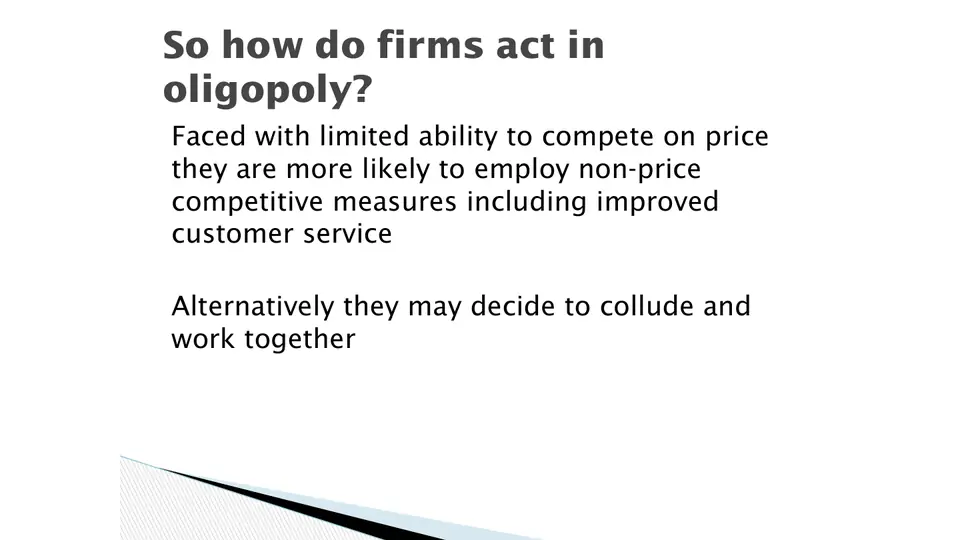 So how do firms act in
oligopoly?
Faced with limited ability to compete on price
they are more likely to employ non-price
competitive measures including improved
customer service
Alternatively they may decide to collude and
work together